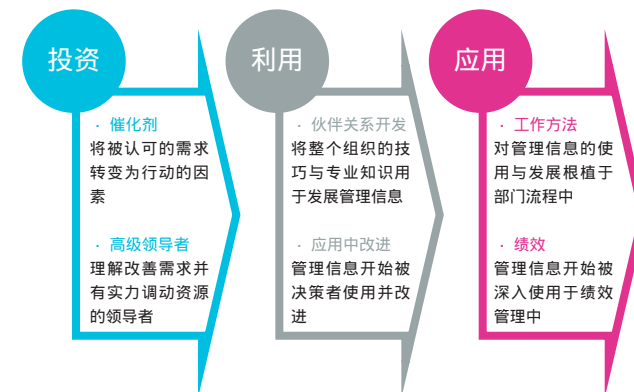 投资
· 催化剂
将被认可的需求
转变为行动的因
素
· 高级领导者
理解改善需求并
有实力调动资源
的领导者
利用
· 伙伴关系开发
将整个组织的技
巧与专业知识用
于发展管理信息
· 应用中改进
管理信息开始被
决策者使用并改
进
应用
· 工作方法
对管理信息的使
用与发展根植于
部门流程中
· 绩效
管理信息开始被
深入使用于绩效
管理中